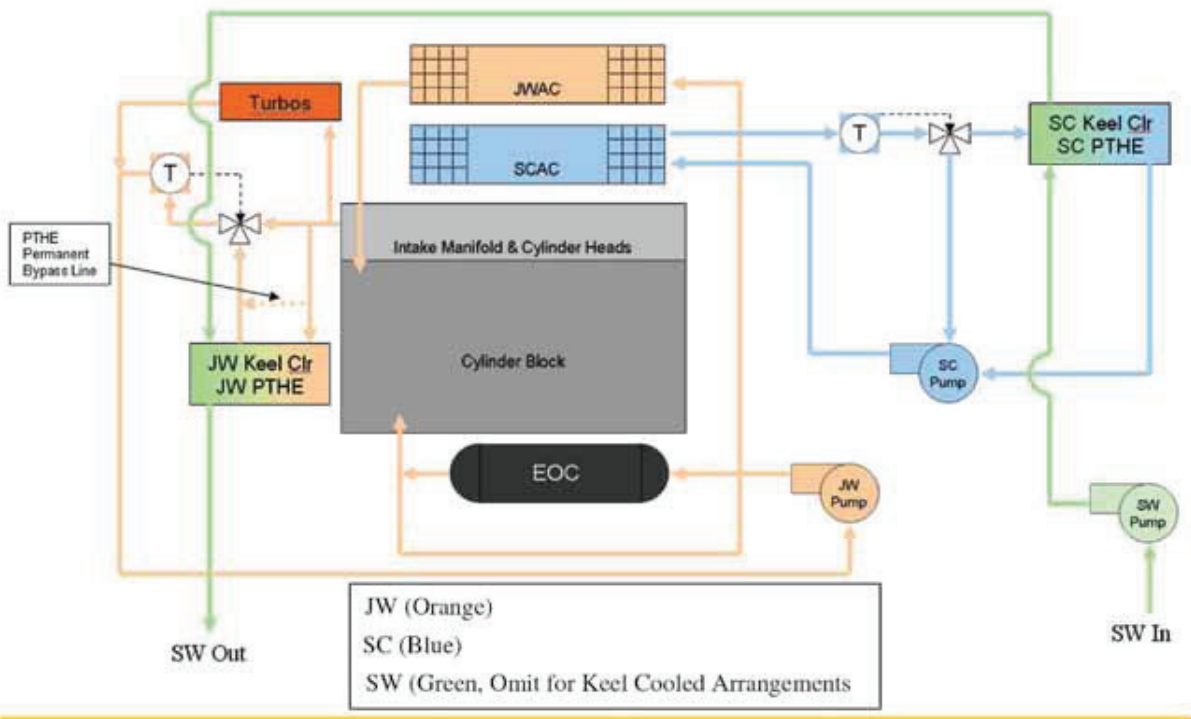 JWAC
Turbos
SCAC
T
T
SC Keel Clr
SC PTHE
PTHE
Permanent
Bypass Line
Intake Manifold & Cylinder Heads
JW Keel Clr
JW PTHE
Cylinder Block
SC
Pump
EOC
JW
Pump
SW
Pump
JW (Orange)
SC (Blue)
SW (Green, Omit for Keel Cooled Arrangements
SW Out
SW In